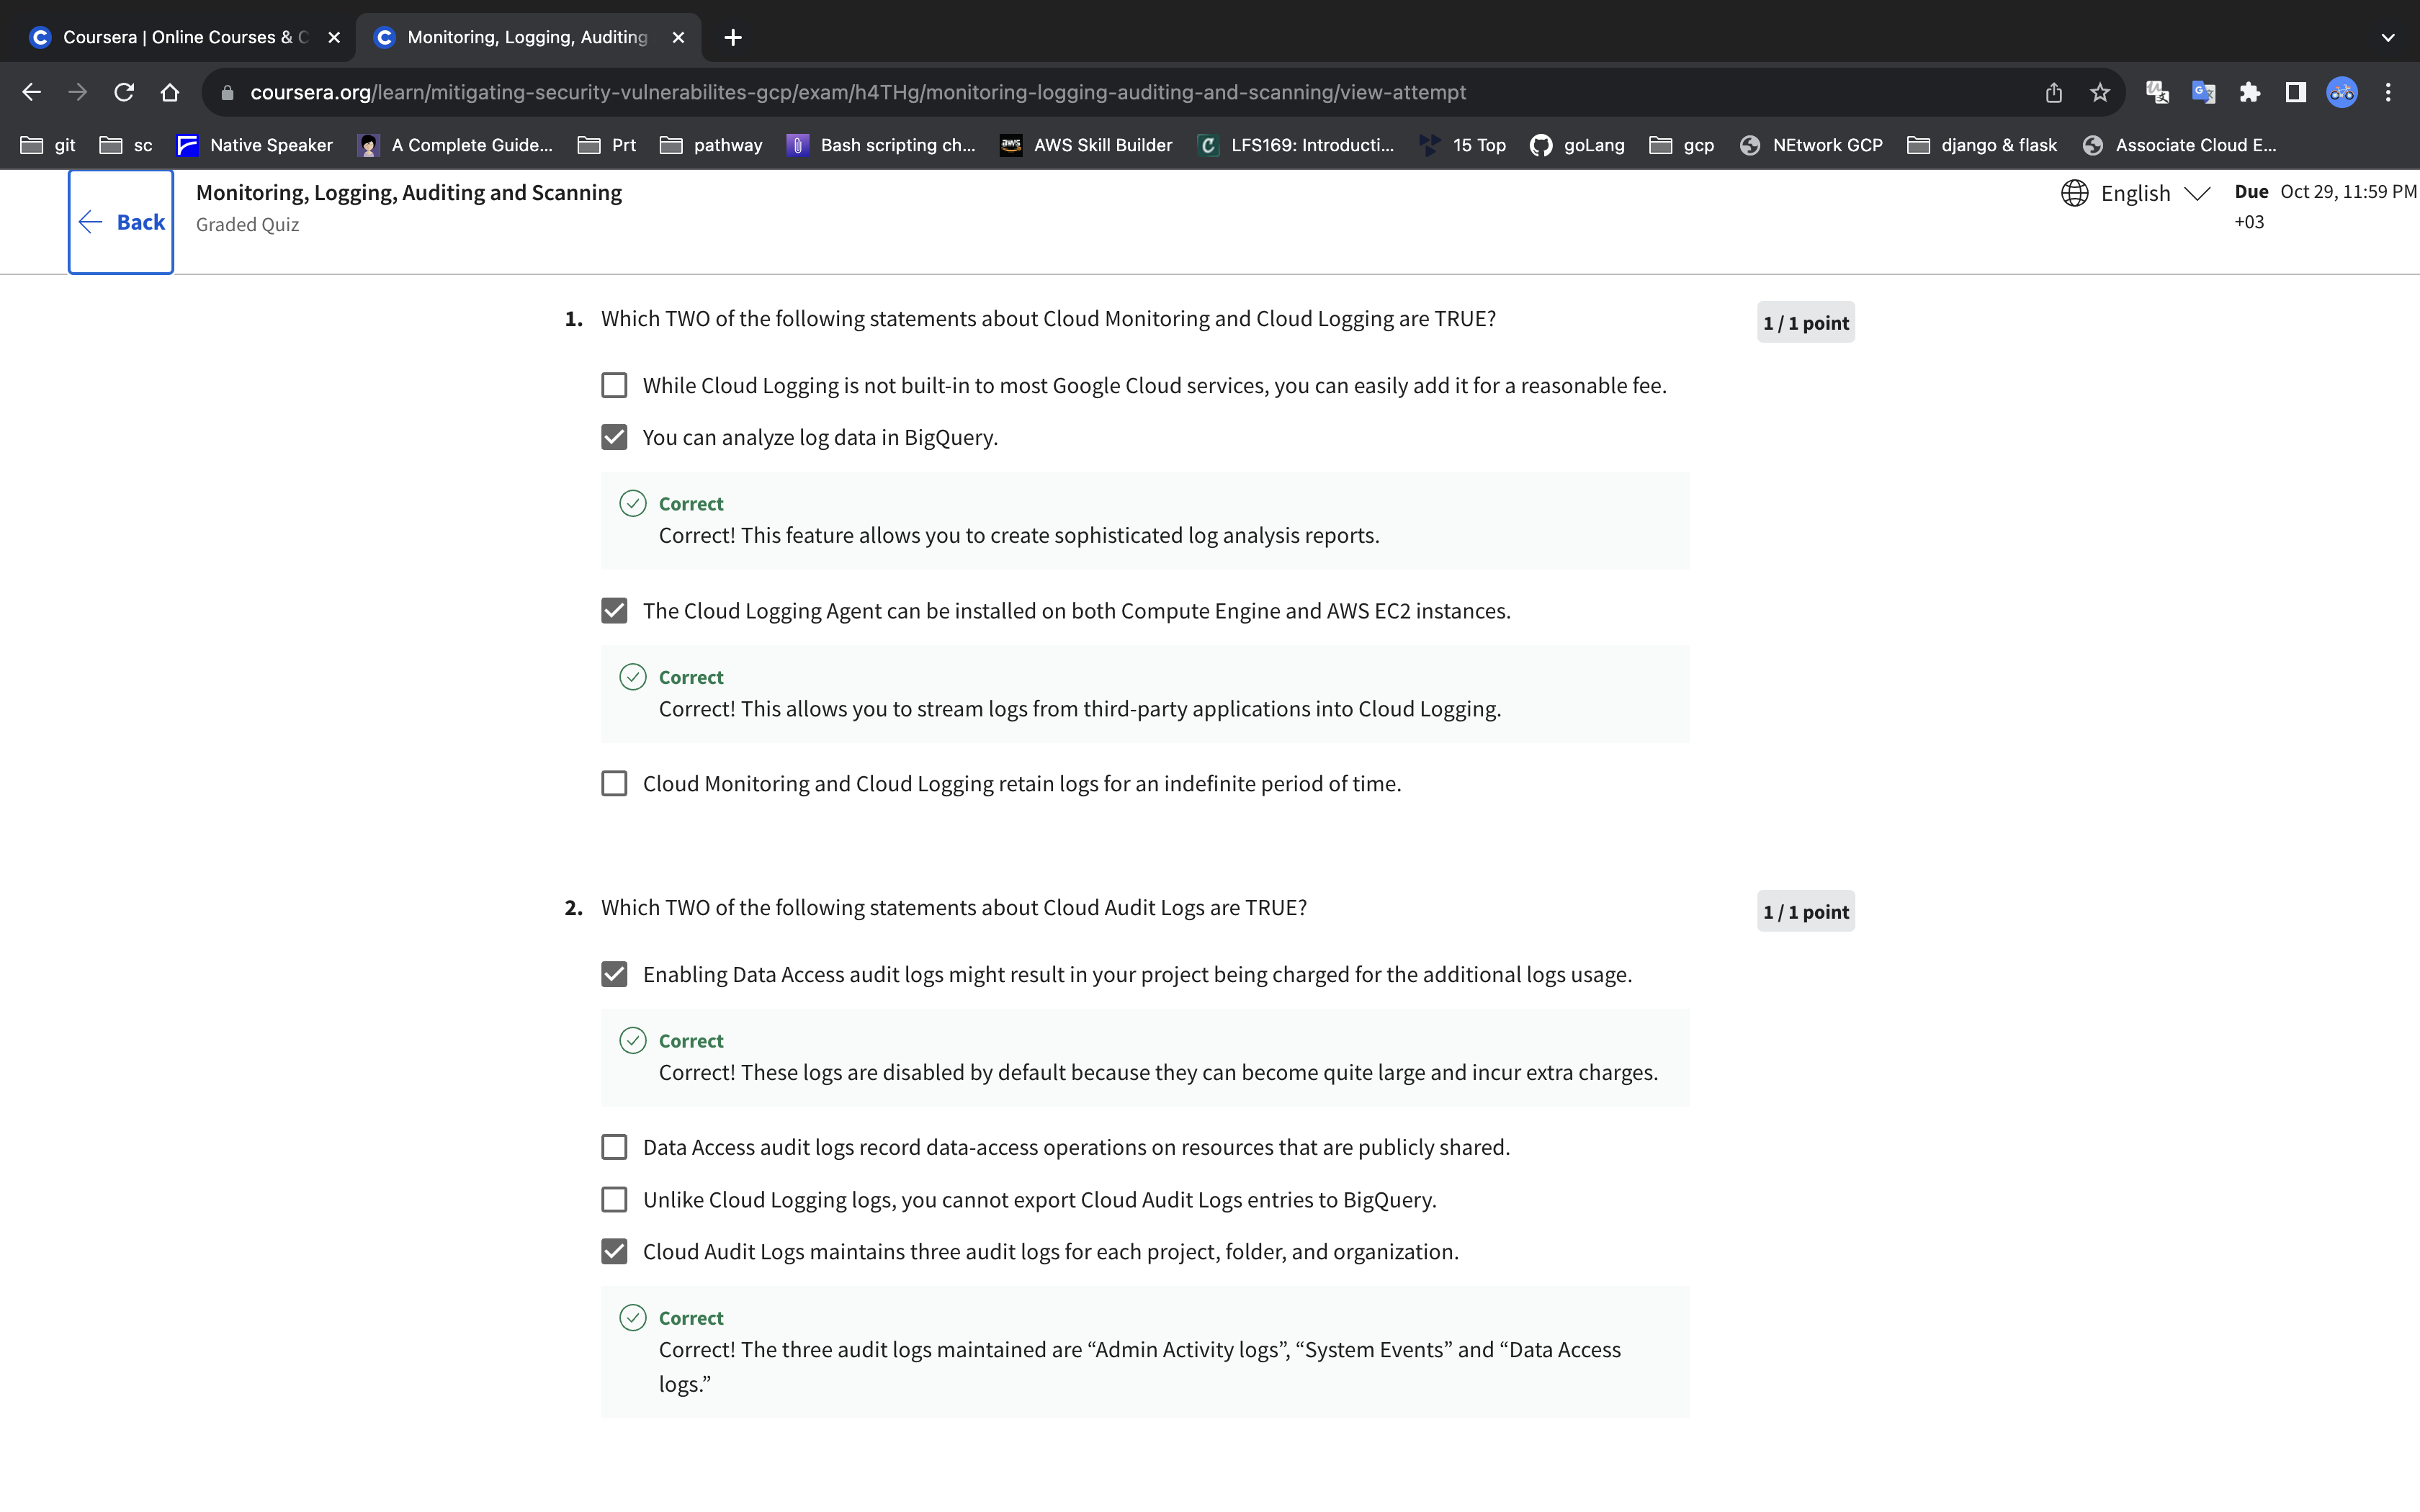 Coursera | Online Courses & C
Monitoring, Logging, Auditing
coursera.org/learn/mitigating-security-vulnerabilites-gcp/exam/h4THg/monitoring-logging-auditing-and-scanning/view-attempt
git sc Native Speaker A Complete Guide... Prt pathway Bash scripting ch... aws AWS Skill Builder LFS169: Introducti... 15 Top goLang gcp NEtwork GCP django & flask Associate Cloud E...
Back
Monitoring, Logging, Auditing and Scanning
Graded Quiz
English
Due Oct 29, 11:59 PM
+03
1. Which TWO of the following statements about Cloud Monitoring and Cloud Logging are TRUE?
1 / 1 point
While Cloud Logging is not built-in to most Google Cloud services, you can easily add it for a reasonable fee.
You can analyze log data in BigQuery.
Correct
Correct! This feature allows you to create sophisticated log analysis reports.
The Cloud Logging Agent can be installed on both Compute Engine and AWS EC2 instances.
Correct
Correct! This allows you to stream logs from third-party applications into Cloud Logging.
Cloud Monitoring and Cloud Logging retain logs for an indefinite period of time.
2. Which TWO of the following statements about Cloud Audit Logs are TRUE?
1 / 1 point
Enabling Data Access audit logs might result in your project being charged for the additional logs usage.
Correct
Correct! These logs are disabled by default because they can become quite large and incur extra charges.
Data Access audit logs record data-access operations on resources that are publicly shared.
Unlike Cloud Logging logs, you cannot export Cloud Audit Logs entries to BigQuery.
Cloud Audit Logs maintains three audit logs for each project, folder, and organization.
Correct
Correct! The three audit logs maintained are “Admin Activity logs”, “System Events” and “Data Access
logs.”